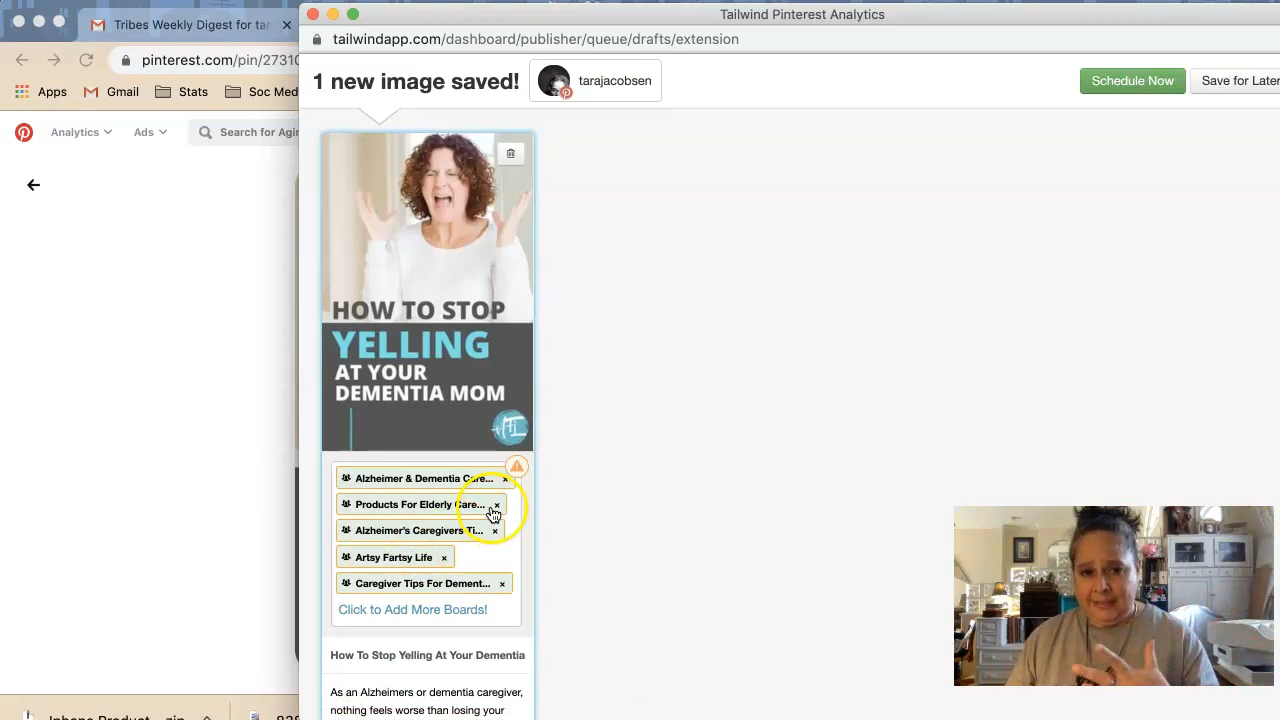 Tribes Weekly Digest for ta
Tailwind Pinterest Analytics
pinterest.com/pin/27310
tailwindapp.com/dashboard/publisher/queue/drafts/extension
Apps
Gmail
Stats
Soc Med
1 new image saved!
tarajacobsen
Schedule Now
Save for Later
Analytics
Ads
Search for Agin
HOW TO STOP
YELLING
AT YOUR
DEMENTIA MOM
Alzheimer & Dementia Care...
Products For Elderly Care...
Alzheimer's Caregivers Ti...
Artsy Fartsy Life
Caregiver Tips For Dement...
Click to Add More Boards!
How To Stop Yelling At Your Dementia
As an Alzheimers or dementia caregiver,
nothing feels worse than losing your